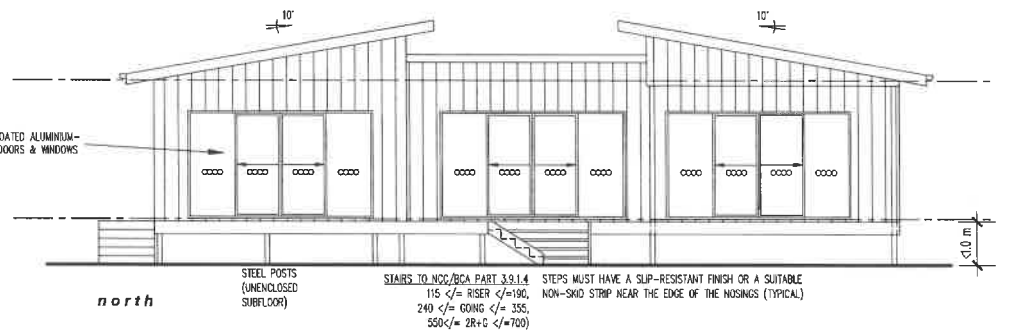 10°
10°
OATED ALUMINIUM-
DOORS & WINDOWS
<1.0 m
north
STEEL POSTS
(UNENCLOSED
SUBFLOOR)
STAIRS TO NCC/BCA PART 3.9.1.4
115 </= RISER <​/=190,
240 </= GOING </= 355,
550</= 2R+G </=700)
STEPS MUST HAVE A SLIP-RESISTANT FINISH OR A SUITABLE
NON-SKID STRIP NEAR THE EDGE OF THE NOSINGS (TYPICAL)